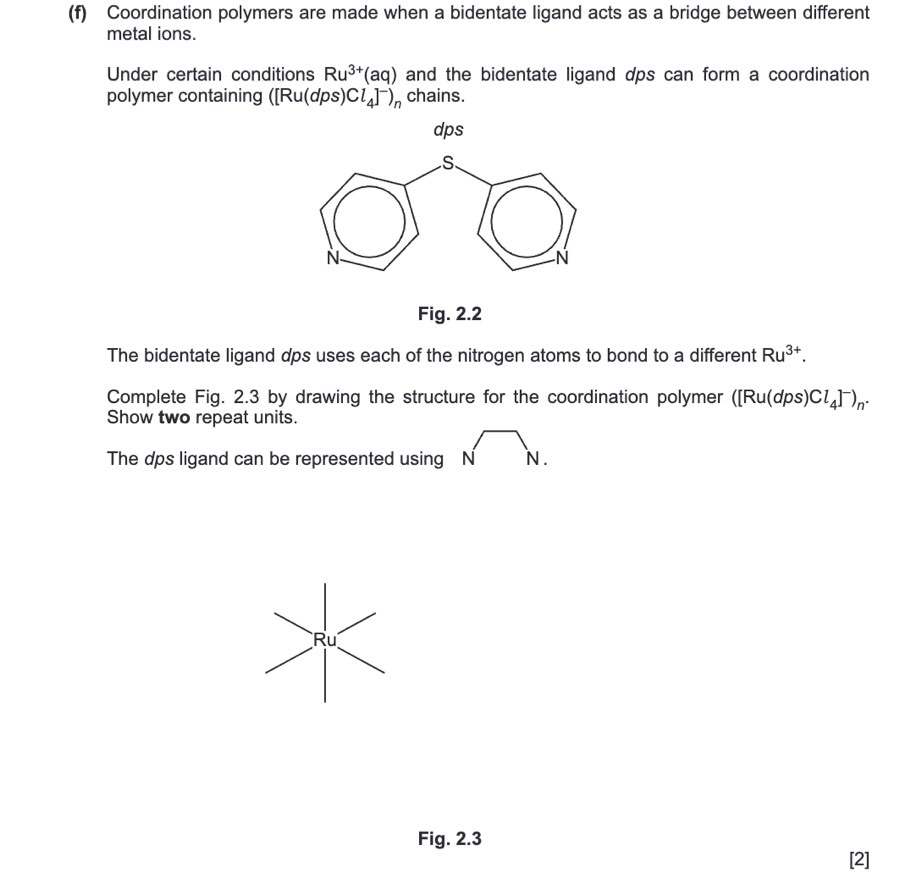 (f) Coordination polymers are made when a bidentate ligand acts as a bridge between different
metal ions.
Under certain conditions Ru³⁺(aq) and the bidentate ligand dps can form a coordination
polymer containing ([Ru(dps)Cl₄]⁻)ₙ chains.
dps
S
N N
Fig. 2.2
The bidentate ligand dps uses each of the nitrogen atoms to bond to a different Ru³⁺.
Complete Fig. 2.3 by drawing the structure for the coordination polymer ([Ru(dps)Cl₄]⁻)ₙ.
Show two repeat units.
The dps ligand can be represented using N N.
Ru
Fig. 2.3
[2]